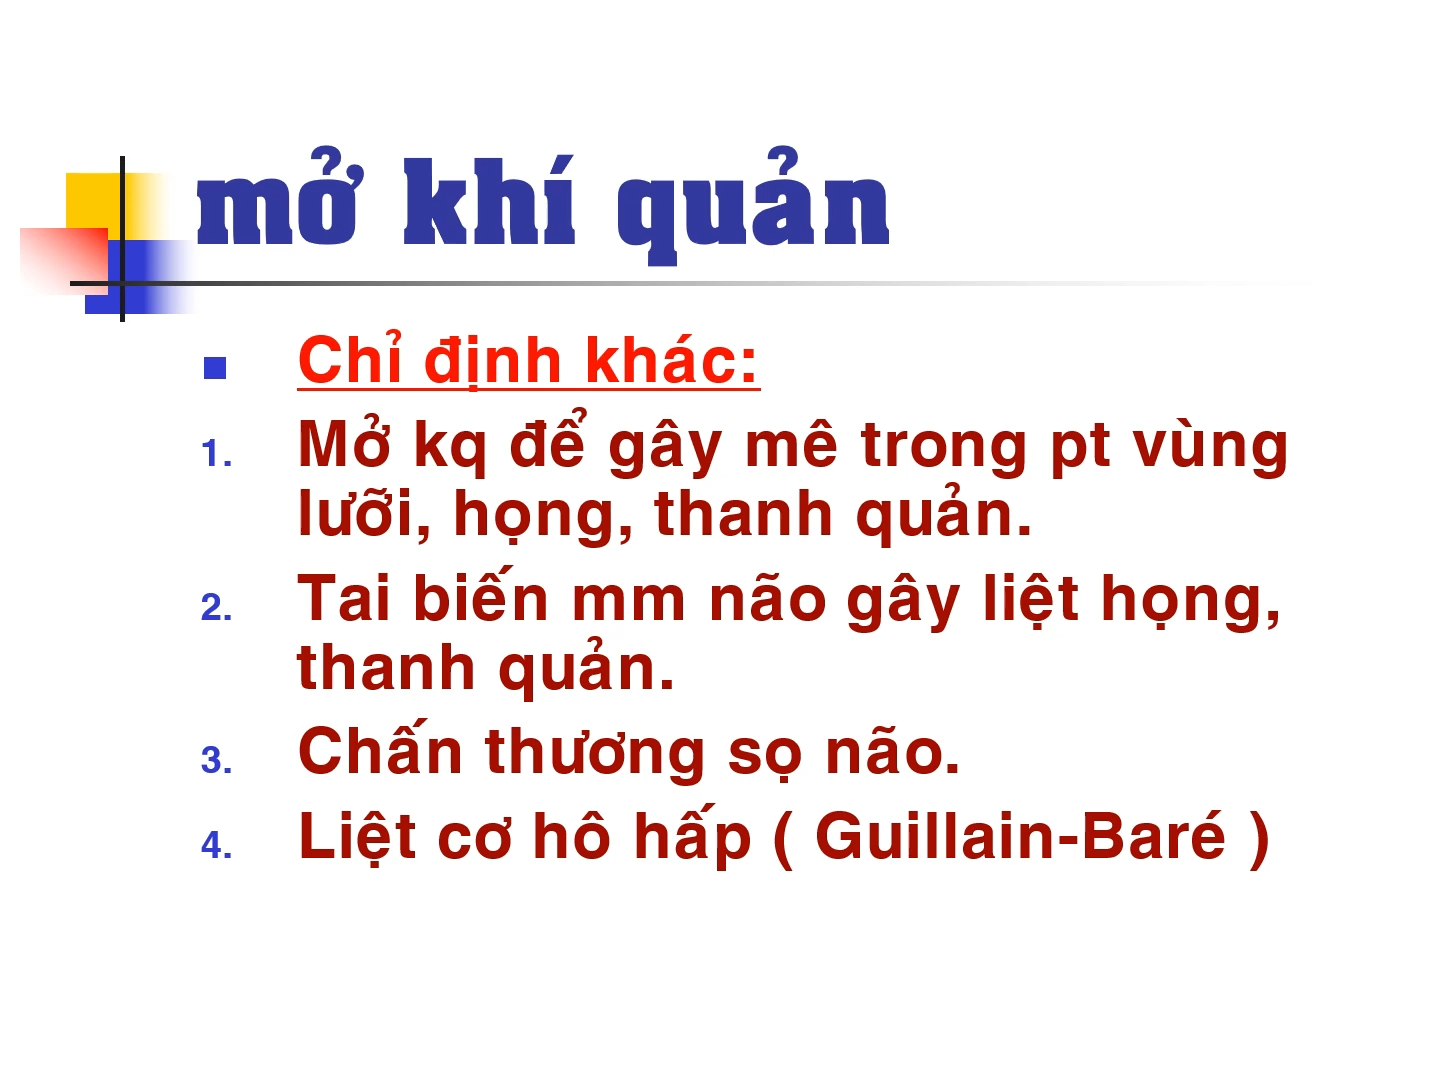 mở khí quản
Chỉ định khác:
1. Mở kq để gây mê trong pt vùng
lưỡi, họng, thanh quản.
2. Tai biến mm não gây liệt họng,
thanh quản.
3. Chấn thương sọ não.
4. Liệt cơ hô hấp ( Guillain-Baré )